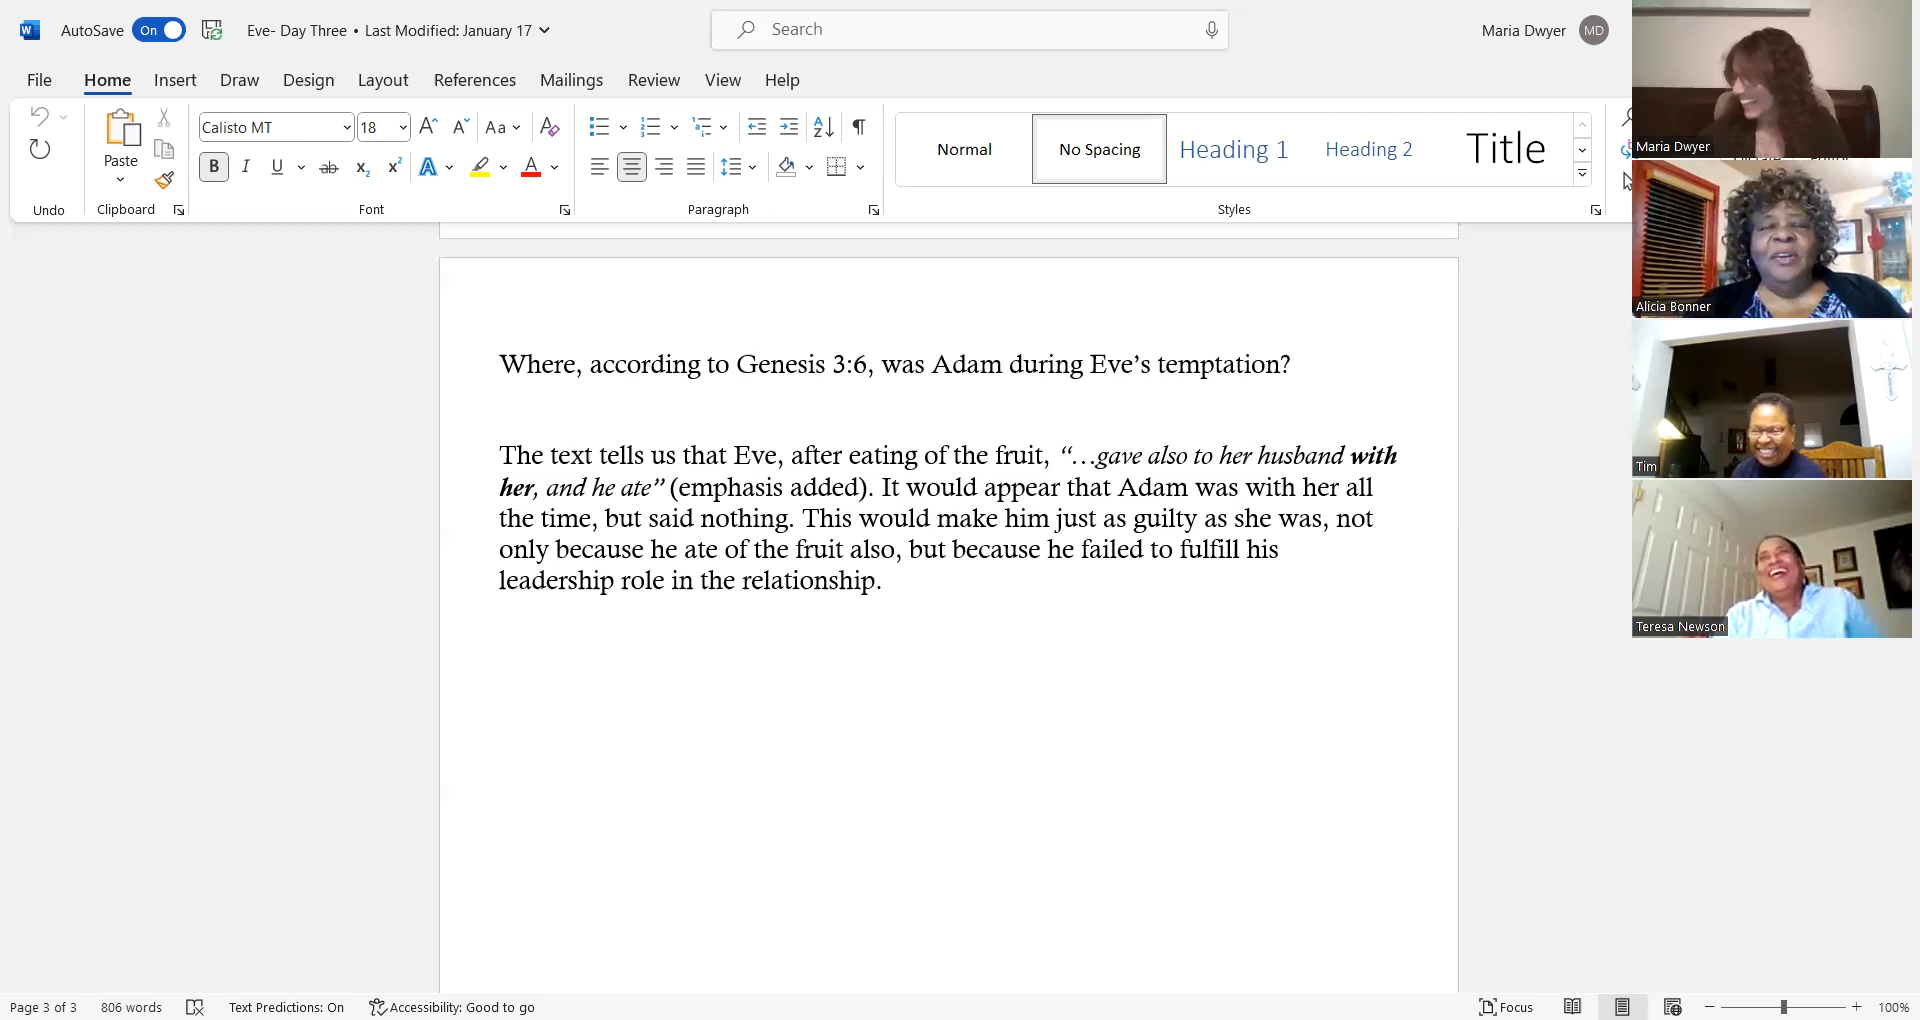 AutoSave On Eve- Day Three • Last Modified: January 17 Search Maria Dwyer MD
File Home Insert Draw Design Layout References Mailings Review View Help
Calisto MT 18 Aa
Paste
B I U ab x₂ x² A A
Normal No Spacing Heading 1 Heading 2 Title
Undo Clipboard Font Paragraph Styles
Where, according to Genesis 3:6, was Adam during Eve’s temptation?
The text tells us that Eve, after eating of the fruit, “…gave also to her husband with
her, and he ate” (emphasis added). It would appear that Adam was with her all
the time, but said nothing. This would make him just as guilty as she was, not
only because he ate of the fruit also, but because he failed to fulfill his
leadership role in the relationship.
Maria Dwyer
Alicia Bonner
Tim
Teresa Newson
Page 3 of 3 806 words Text Predictions: On Accessibility: Good to go Focus 100%